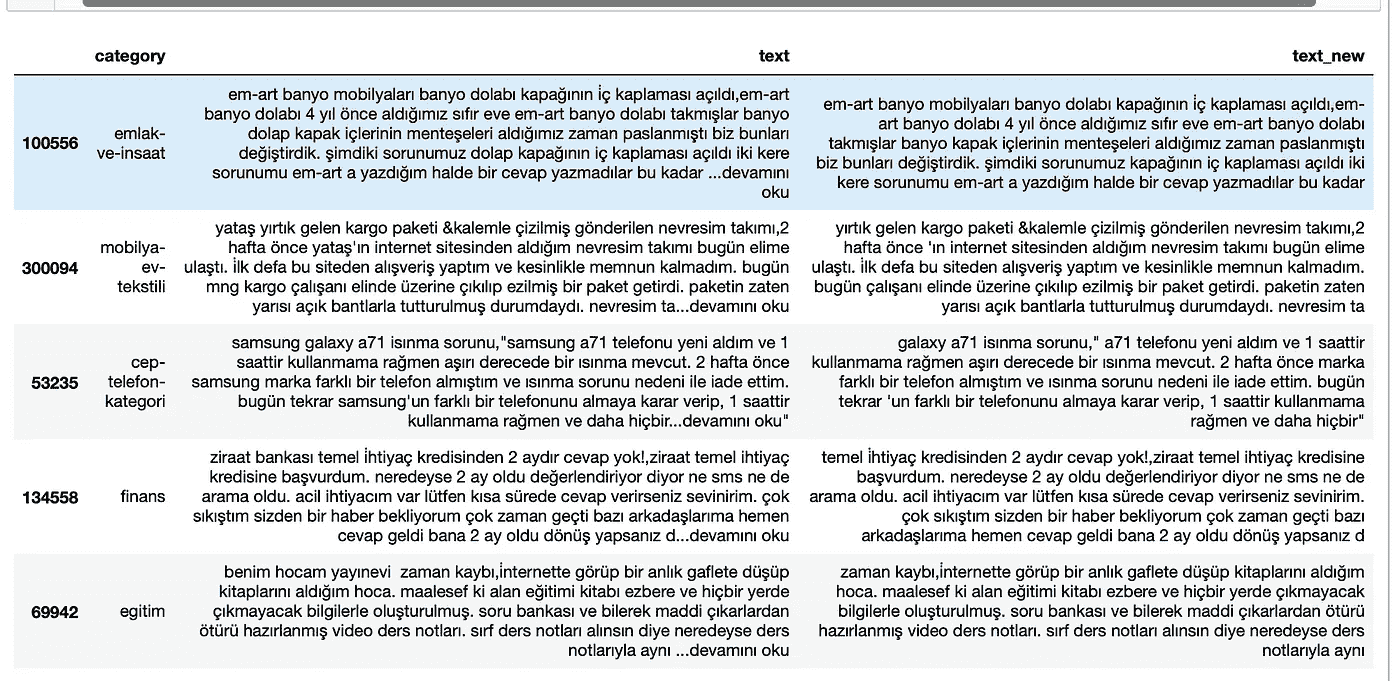 category text text_new
100556
emlak-
ve-insaat
em-art banyo mobilyaları banyo dolabı kapağının i̇ç kaplaması açıldı,em-art
banyo dolabı 4 yıl önce aldığımız sıfır eve em-art banyo dolabı takmışlar banyo
dolap kapak içlerinin menteşeleri aldığımız zaman paslanmıştı biz bunları
değiştirdik. şimdiki sorunumuz dolap kapağının iç kaplaması açıldı iki kere
sorunumu em-art a yazdığım halde bir cevap yazmadılar bu kadar ...devamını
oku
em-art banyo mobilyaları banyo dolabı kapağının i̇ç kaplaması açıldı,em-
art banyo dolabı 4 yıl önce aldığımız sıfır eve em-art banyo dolabı
takmışlar banyo kapak içlerinin menteşeleri aldığımız zaman paslanmıştı
biz bunları değiştirdik. şimdiki sorunumuz kapağının iç kaplaması açıldı iki
kere sorunumu em-art a yazdığım halde bir cevap yazmadılar bu kadar
300094
mobilya-
ev-
tekstili
yataş yırtık gelen kargo paketi &kalemle çizilmiş gönderilen nevresim takımı,2
hafta önce yataş'ın internet sitesinden aldığım nevresim takımı bugün elime
ulaştı. i̇lk defa bu siteden alışveriş yaptım ve kesinlikle memnun kalmadım. bugün
mng kargo çalışanı elinde üzerine çıkılıp ezilmiş bir paket getirdi. paketin zaten
yarısı açık bantlarla tutturulmuş durumdaydı. nevresim ta...devamını oku
yırtık gelen kargo paketi &kalemle çizilmiş gönderilen nevresim takımı,2
hafta önce 'ın internet sitesinden aldığım nevresim takımı bugün elime
ulaştı. i̇lk defa bu siteden alışveriş yaptım ve kesinlikle memnun kalmadım.
bugün çalışanı elinde üzerine çıkılıp ezilmiş bir paket getirdi. paketin zaten
yarısı açık bantlarla tutturulmuş durumdaydı. nevresim ta
53235
cep-
telefon-
kategori
samsung galaxy a71 isınma sorunu,"samsung a71 telefonu yeni aldım ve 1
saattir kullanmama rağmen aşırı derecede bir ısınma mevcut. 2 hafta önce
samsung marka farklı bir telefon almıştım ve ısınma sorunu nedeni ile iade ettim.
bugün tekrar samsung'un farklı bir telefonunu almaya karar verip, 1 saattir
kullanmama rağmen ve daha hiçbir...devamını oku"
galaxy a71 isınma sorunu," a71 telefonu yeni aldım ve 1 saattir
kullanmama rağmen aşırı derecede bir ısınma mevcut. 2 hafta önce marka
farklı bir telefon almıştım ve ısınma sorunu nedeni ile iade ettim. bugün
tekrar 'un farklı bir telefonunu almaya karar verip, 1 saattir kullanmama
rağmen ve daha hiçbir"
134558
finans
ziraat bankası temel i̇htiyaç kredisinden 2 aydır cevap yok!,ziraat temel ihtiyaç
kredisine başvurdum. neredeyse 2 ay oldu değerlendiriyor diyor ne sms ne de
arama oldu. acil ihtiyacım var lütfen kısa sürede cevap verirseniz sevinirim. çok
sıkıştım sizden bir haber bekliyorum çok zaman geçti bazı arkadaşlarıma hemen
cevap geldi bana 2 ay oldu dönüş yapsanız d...devamını oku
temel i̇htiyaç kredisinden 2 aydır cevap yok!,ziraat temel ihtiyaç kredisine
başvurdum. neredeyse 2 ay oldu değerlendiriyor diyor ne sms ne de
arama oldu. acil ihtiyacım var lütfen kısa sürede cevap verirseniz sevinirim.
çok sıkıştım sizden bir haber bekliyorum çok zaman geçti bazı
arkadaşlarıma hemen cevap geldi bana 2 ay oldu dönüş yapsanız d
69942
egitim
benim hocam yayınevi  zaman kaybı,i̇nternette görüp bir anlık gaflete düşüp
kitaplarını aldığım hoca. maalesef ki alan eğitimi kitabı ezbere ve hiçbir yerde
çıkmayacak bilgilerle oluşturulmuş. soru bankası ve bilerek maddi çıkarlardan
ötürü hazırlanmış video ders notları. sırf ders notları alınsın diye neredeyse ders
notlarıyla aynı ...devamını oku
zaman kaybı,i̇nternette görüp bir anlık gaflete düşüp kitaplarını aldığım
hoca. maalesef ki alan eğitimi kitabı ezbere ve hiçbir yerde çıkmayacak
bilgilerle oluşturulmuş. soru bankası ve bilerek maddi çıkarlardan ötürü
hazırlanmış video ders notları. sırf ders notları alınsın diye neredeyse ders
notlarıyla aynı